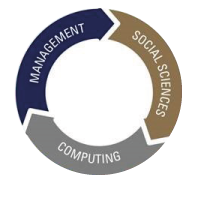 MANAGEMENT
SOCIAL SCIENCES
COMPUTING